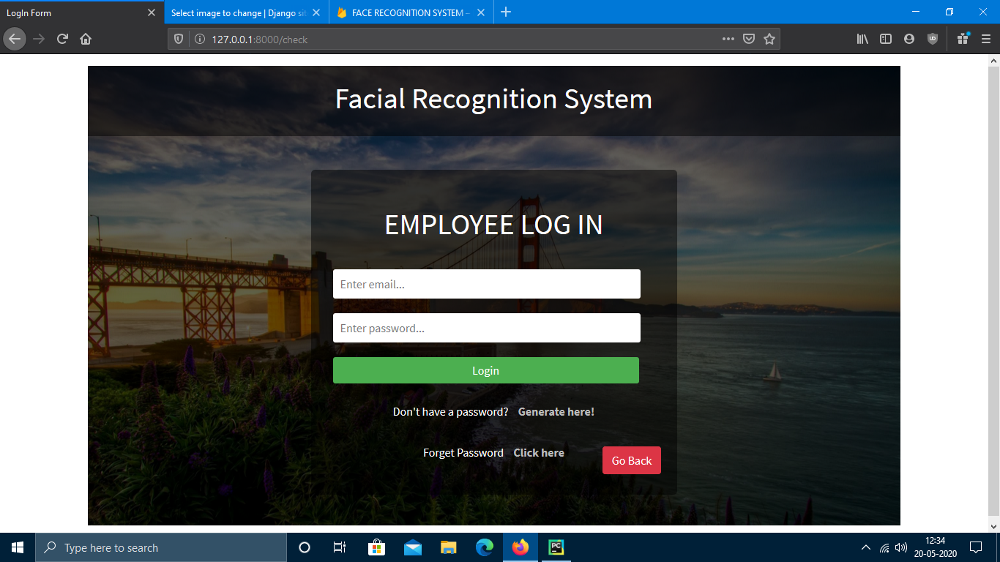 LogIn Form
Select image to change | Django sit
FACE RECOGNITION SYSTEM –
127.0.0.1:8000/check
Facial Recognition System
EMPLOYEE LOG IN
Enter email...
Enter password...
Login
Don't have a password? Generate here!
Forget Password Click here
Go Back
Type here to search
PC
12:34
20-05-2020